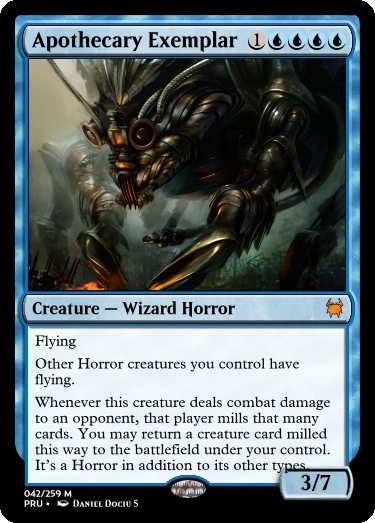 Apothecary Exemplar 1
Creature — Wizard Horror
Flying
Other Horror creatures you control have
flying.
Whenever this creature deals combat damage
to an opponent, that player mills that many
cards. You may return a creature card milled
this way to the battlefield under your control.
It's a Horror in addition to its other types.
3/7
042/259 M
PRU • Daniel Dociu 5